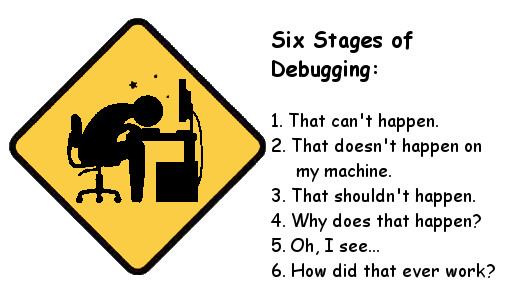 Six Stages of
Debugging:
1. That can't happen.
2. That doesn't happen on
my machine.
3. That shouldn't happen.
4. Why does that happen?
5. Oh, I see...
6. How did that ever work?